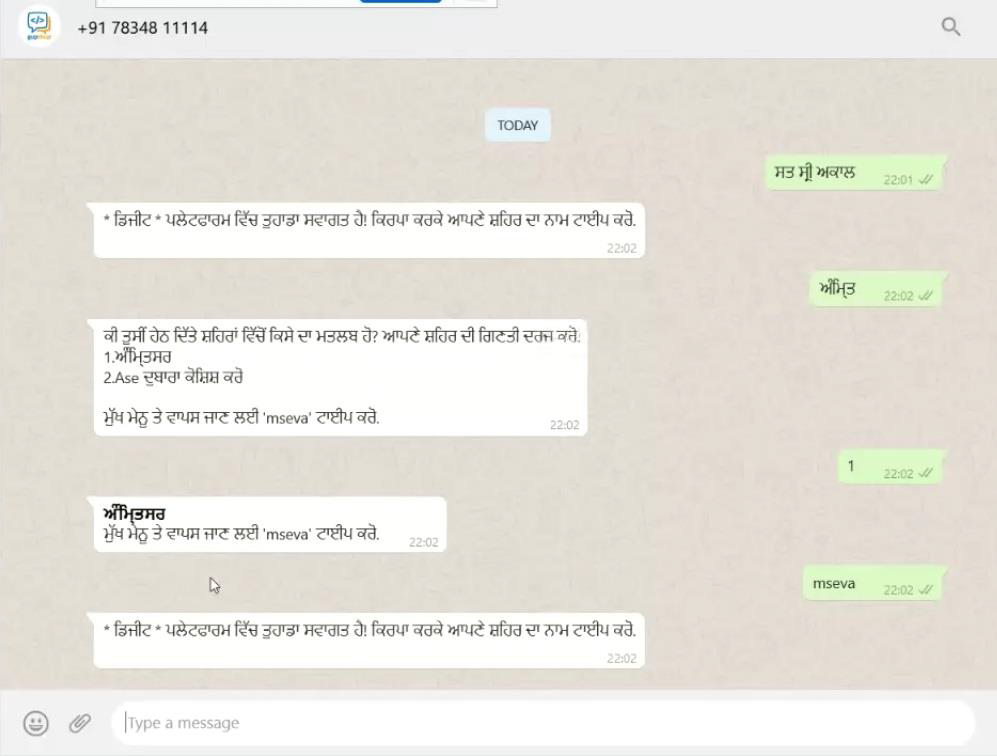 +91 78348 11114
TODAY
ਸਤ ਸ੍ਰੀ ਅਕਾਲ
22:01
* ਡਿਜੀਟ * ਪਲੇਟਫਾਰਮ ਵਿੱਚ ਤੁਹਾਡਾ ਸਵਾਗਤ ਹੈ! ਕਿਰਪਾ ਕਰਕੇ ਆਪਣੇ ਸ਼ਹਿਰ ਦਾ ਨਾਮ ਟਾਈਪ ਕਰੋ.
22:02
ਅੰਮ੍ਰਿਤ
22:02
ਕੀ ਤੁਸੀਂ ਹੇਠ ਦਿੱਤੇ ਸ਼ਹਿਰਾਂ ਵਿੱਚੋਂ ਕਿਸੇ ਦਾ ਮਤਲਬ ਹੋ? ਆਪਣੇ ਸ਼ਹਿਰ ਦੀ ਗਿਣਤੀ ਦਰਜ ਕਰੋ:
1.ਅੰਮ੍ਰਿਤਸਰ
2.Ase ਦੁਬਾਰਾ ਕੋਸ਼ਿਸ਼ ਕਰੋ
ਮੁੱਖ ਮੇਨੂ ਤੇ ਵਾਪਸ ਜਾਣ ਲਈ 'mseva' ਟਾਈਪ ਕਰੋ.
22:02
1
22:02
ਅੰਮ੍ਰਿਤਸਰ
ਮੁੱਖ ਮੇਨੂ ਤੇ ਵਾਪਸ ਜਾਣ ਲਈ 'mseva' ਟਾਈਪ ਕਰੋ.
22:02
mseva
22:02
* ਡਿਜੀਟ * ਪਲੇਟਫਾਰਮ ਵਿੱਚ ਤੁਹਾਡਾ ਸਵਾਗਤ ਹੈ! ਕਿਰਪਾ ਕਰਕੇ ਆਪਣੇ ਸ਼ਹਿਰ ਦਾ ਨਾਮ ਟਾਈਪ ਕਰੋ.
22:02
Type a message